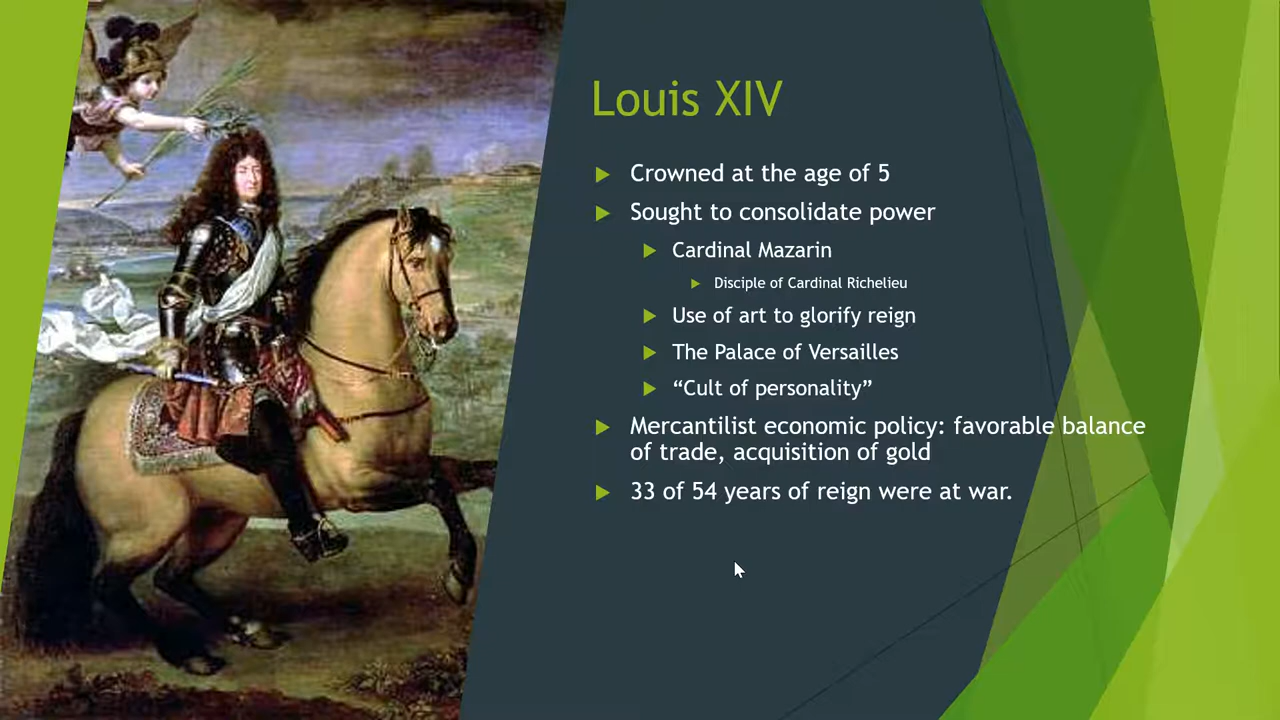 Louis XIV
Crowned at the age of 5
Sought to consolidate power
Cardinal Mazarin
Disciple of Cardinal Richelieu
Use of art to glorify reign
The Palace of Versailles
“Cult of personality”
Mercantilist economic policy: favorable balance
of trade, acquisition of gold
33 of 54 years of reign were at war.